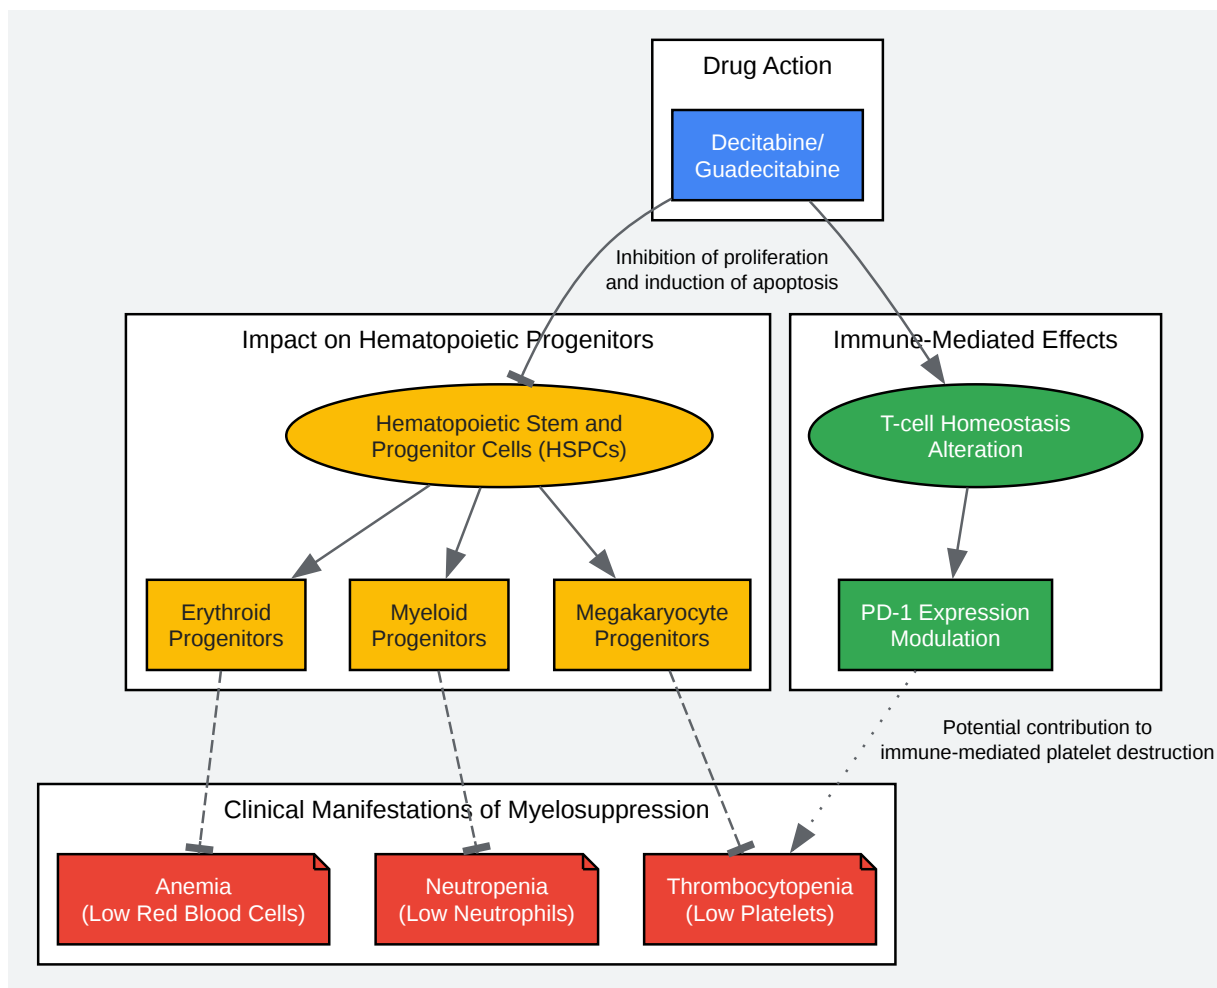 Drug Action
Decitabine/
Guadecitabine
Inhibition of proliferation
and induction of apoptosis
Impact on Hematopoietic Progenitors
Hematopoietic Stem and
Progenitor Cells (HSPCs)
Erythroid
Progenitors
Myeloid
Progenitors
Megakaryocyte
Progenitors
Immune-Mediated Effects
T-cell Homeostasis
Alteration
PD-1 Expression
Modulation
Potential contribution to
immune-mediated platelet destruction
Clinical Manifestations of Myelosuppression
Anemia
(Low Red Blood Cells)
Neutropenia
(Low Neutrophils)
Thrombocytopenia
(Low Platelets)